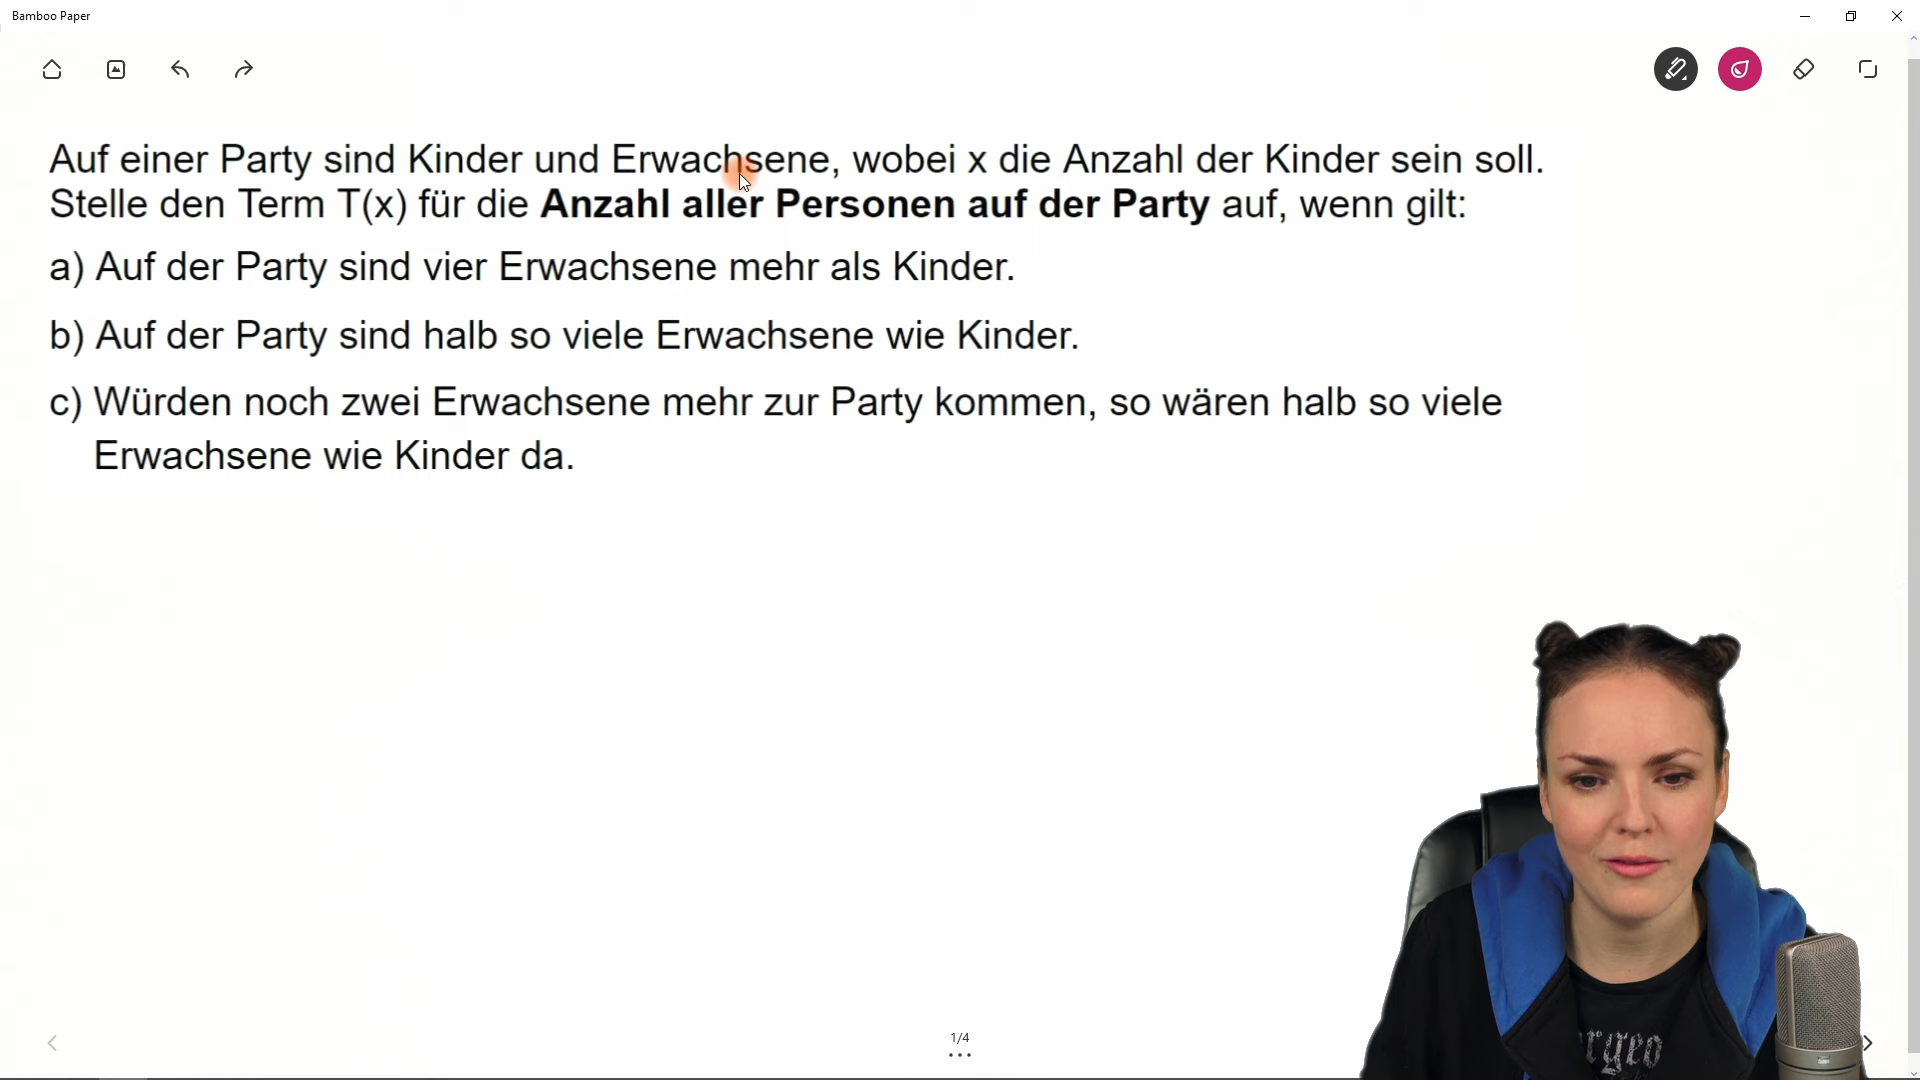 Bamboo Paper
Auf einer Party sind Kinder und Erwachsene, wobei x die Anzahl der Kinder sein soll.
Stelle den Term T(x) für die Anzahl aller Personen auf der Party auf, wenn gilt:
a) Auf der Party sind vier Erwachsene mehr als Kinder.
b) Auf der Party sind halb so viele Erwachsene wie Kinder.
c) Würden noch zwei Erwachsene mehr zur Party kommen, so wären halb so viele
Erwachsene wie Kinder da.
1/4